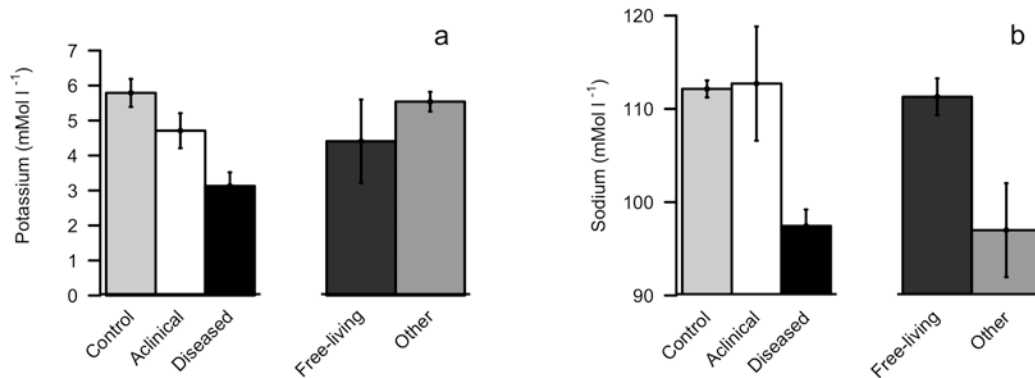 a
Potassium (mMol l⁻¹)
7
6
5
4
3
2
1
0
Control
Aclinical
Diseased
Free-living
Other
b
Sodium (mMol l⁻¹)
120
110
100
90
Control
Aclinical
Diseased
Free-living
Other